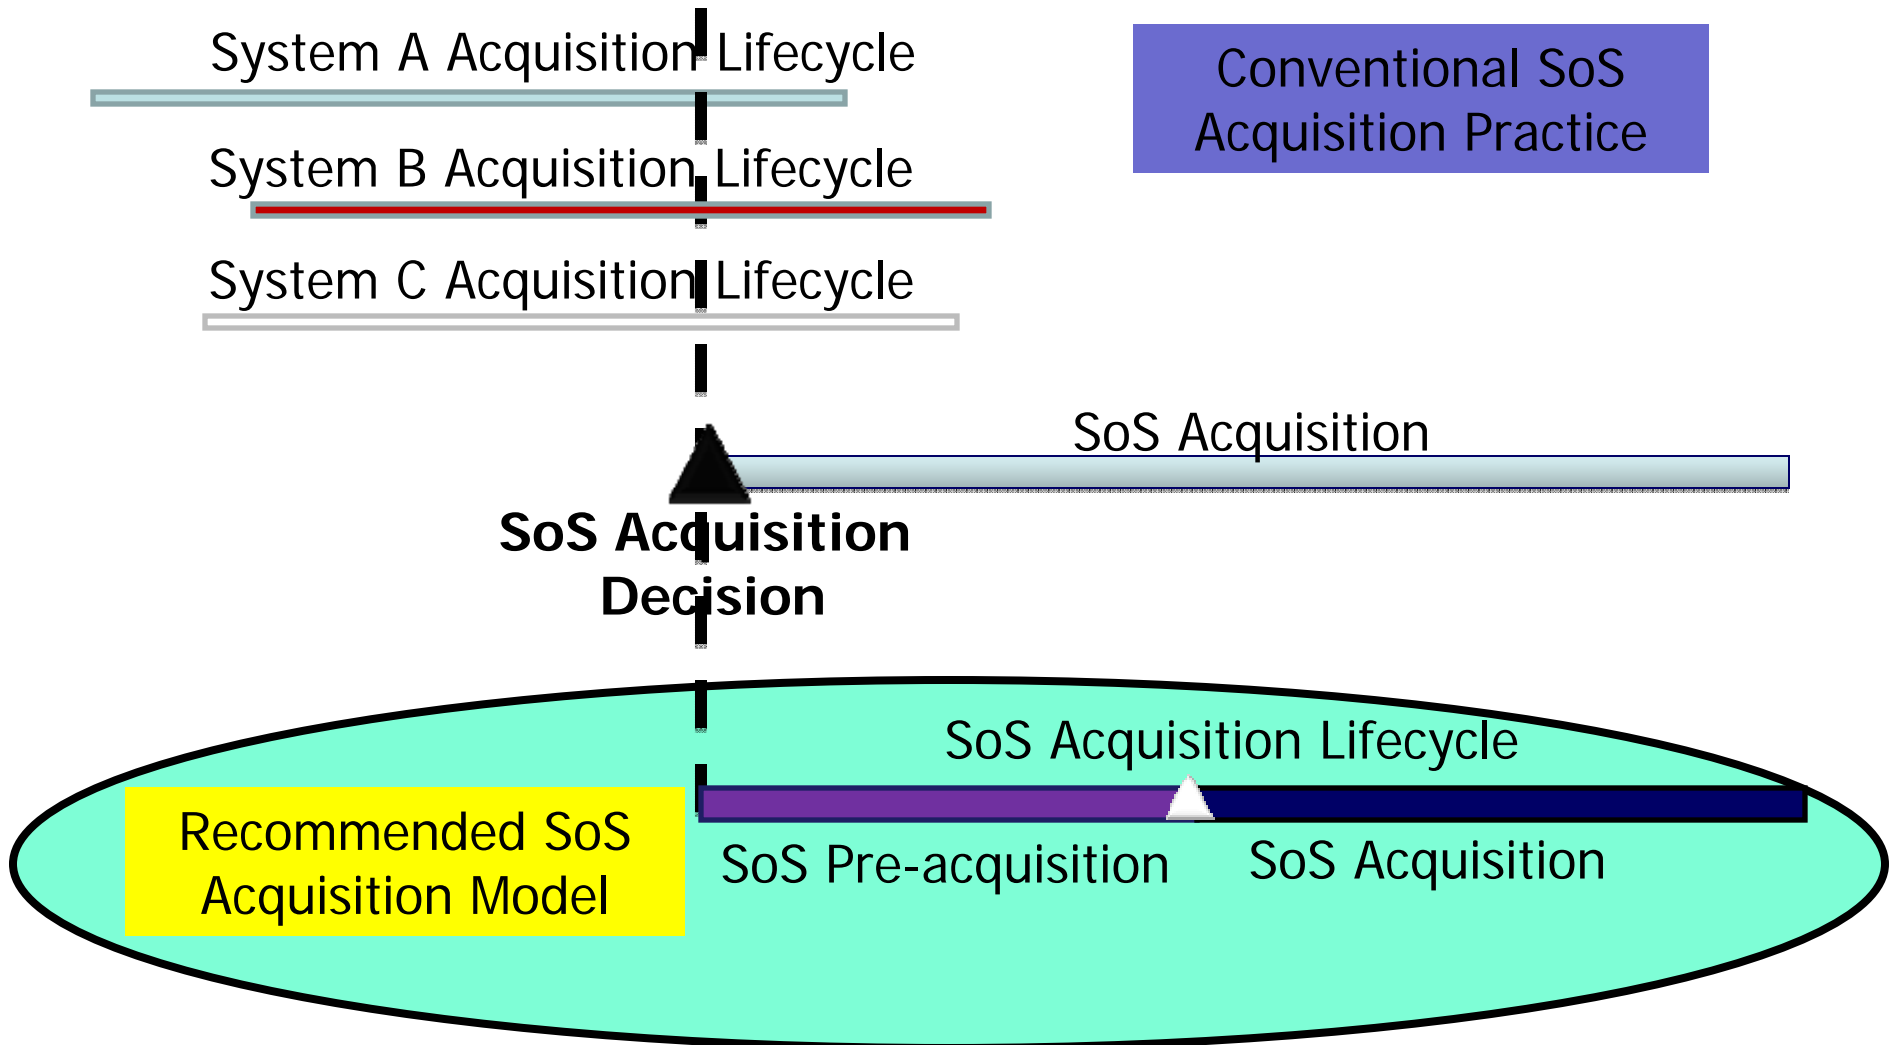 System A Acquisition Lifecycle
Conventional SoS
Acquisition Practice
System B Acquisition Lifecycle
System C Acquisition Lifecycle
SoS Acquisition
SoS Acquisition
Decision
SoS Acquisition Lifecycle
Recommended SoS
Acquisition Model
SoS Pre-acquisition
SoS Acquisition